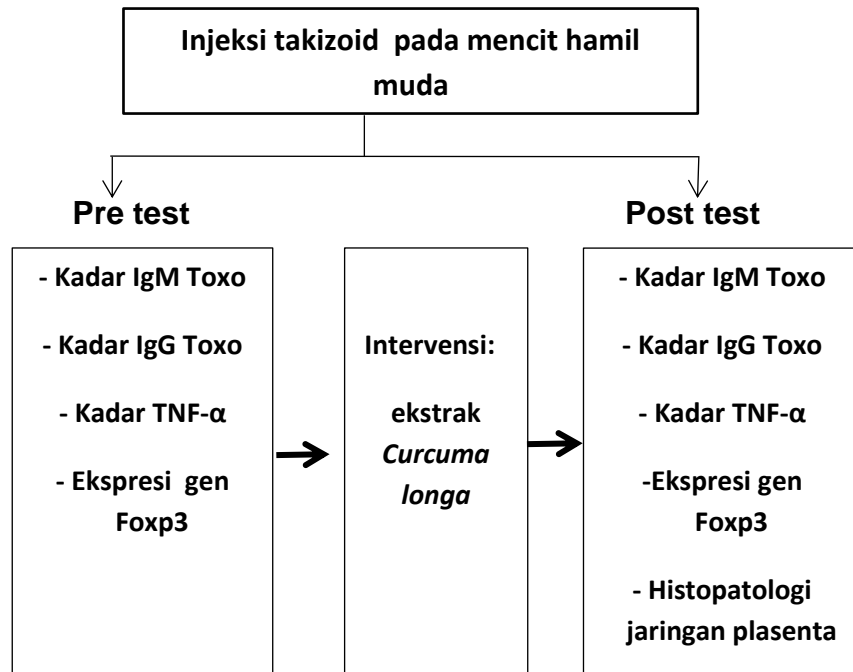 Injeksi takizoid pada mencit hamil
muda
Pre test
Post test
- Kadar IgM Toxo
- Kadar IgG Toxo
- Kadar TNF-α
- Ekspresi gen
Foxp3
Intervensi:
ekstrak
Curcuma
longa
- Kadar IgM Toxo
- Kadar IgG Toxo
- Kadar TNF-α
-Ekspresi gen
Foxp3
- Histopatologi
jaringan plasenta